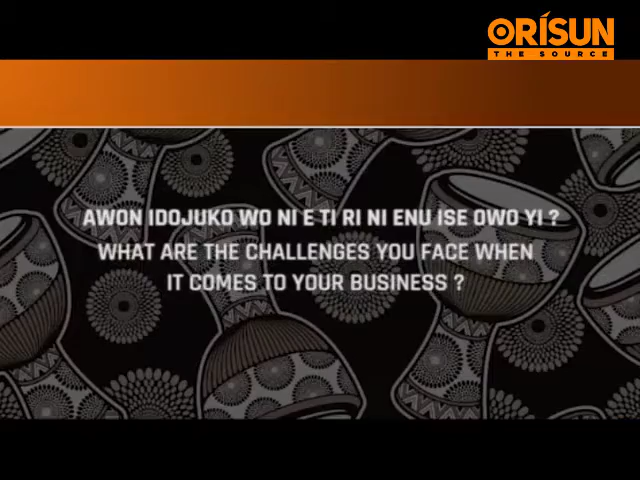 ORÍSUN
THE SOURCE
AWON IDOJUKO WO NI E TI RI NI ENU ISE OWO YI ?
WHAT ARE THE CHALLENGES YOU FACE WHEN
IT COMES TO YOUR BUSINESS ?